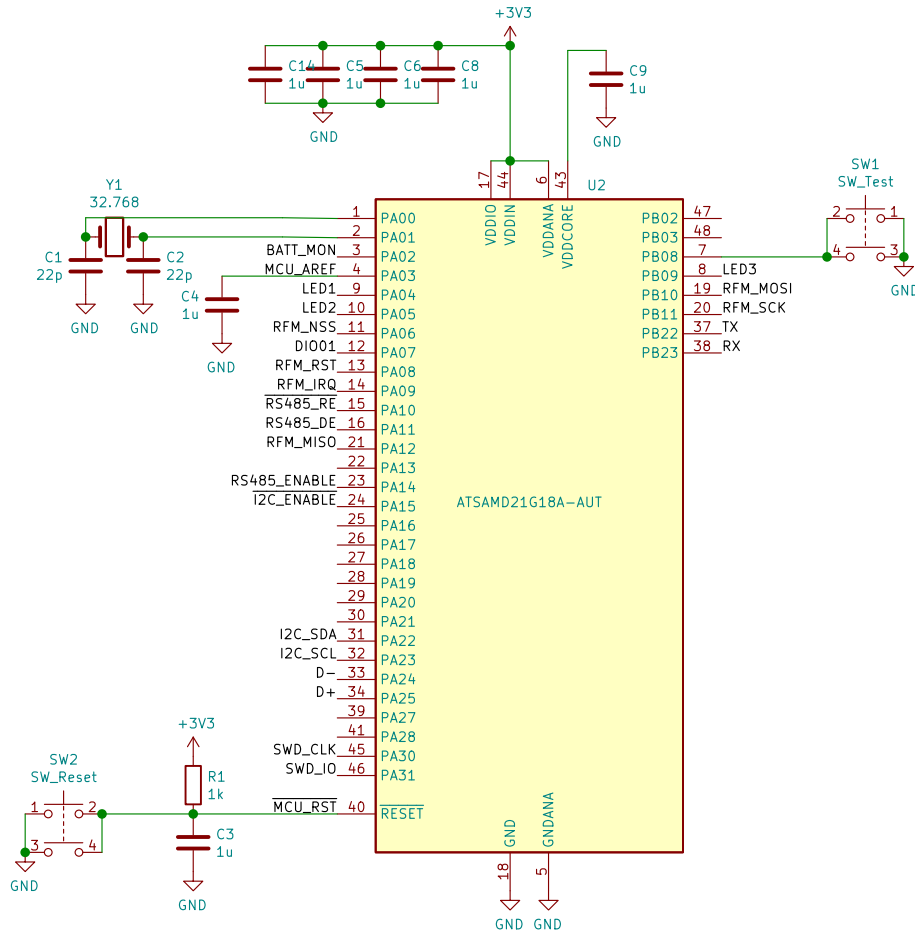 +3V3
C14
1u
C5
1u
C6
1u
C8
1u
C9
1u
GND
GND
U2
17
44
6
43
VDDIO
VDDIN
VDDANA
VDDCORE
SW1
SW_Test
2
1
4
3
GND
Y1
32.768
C1
22p
C2
22p
GND
GND
C4
1u
GND
1 PA00
2 PA01
BATT_MON 3 PA02
MCU_AREF 4 PA03
LED1 9 PA04
LED2 10 PA05
RFM_NSS 11 PA06
DIO01 12 PA07
RFM_RST 13 PA08
RFM_IRQ 14 PA09
RS485_RE 15 PA10
RS485_DE 16 PA11
RFM_MISO 21 PA12
22 PA13
RS485_ENABLE 23 PA14
I2C_ENABLE 24 PA15
25 PA16
26 PA17
27 PA18
28 PA19
29 PA20
30 PA21
I2C_SDA 31 PA22
I2C_SCL 32 PA23
D- 33 PA24
D+ 34 PA25
39 PA27
41 PA28
SWD_CLK 45 PA30
SWD_IO 46 PA31
MCU_RST 40 RESET
PB02 47
PB03 48
PB08 7
PB09 8 LED3
PB10 19 RFM_MOSI
PB11 20 RFM_SCK
PB22 37 TX
PB23 38 RX
ATSAMD21G18A-AUT
+3V3
R1
1k
SW2
SW_Reset
1
2
3
4
GND
C3
1u
GND
GND
GNDANA
18
5
GND
GND